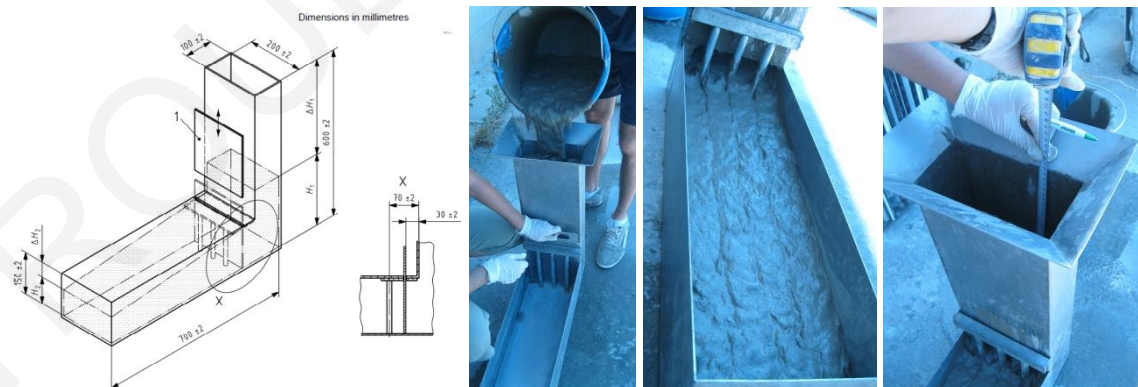 Dimensions in millimetres
100 ±2
200 ±2
1
ΔH₁
600 ±2
H₁
X
70 ±2
30 ±2
ΔH₂
150 ±2
H₂
X
700 ±2